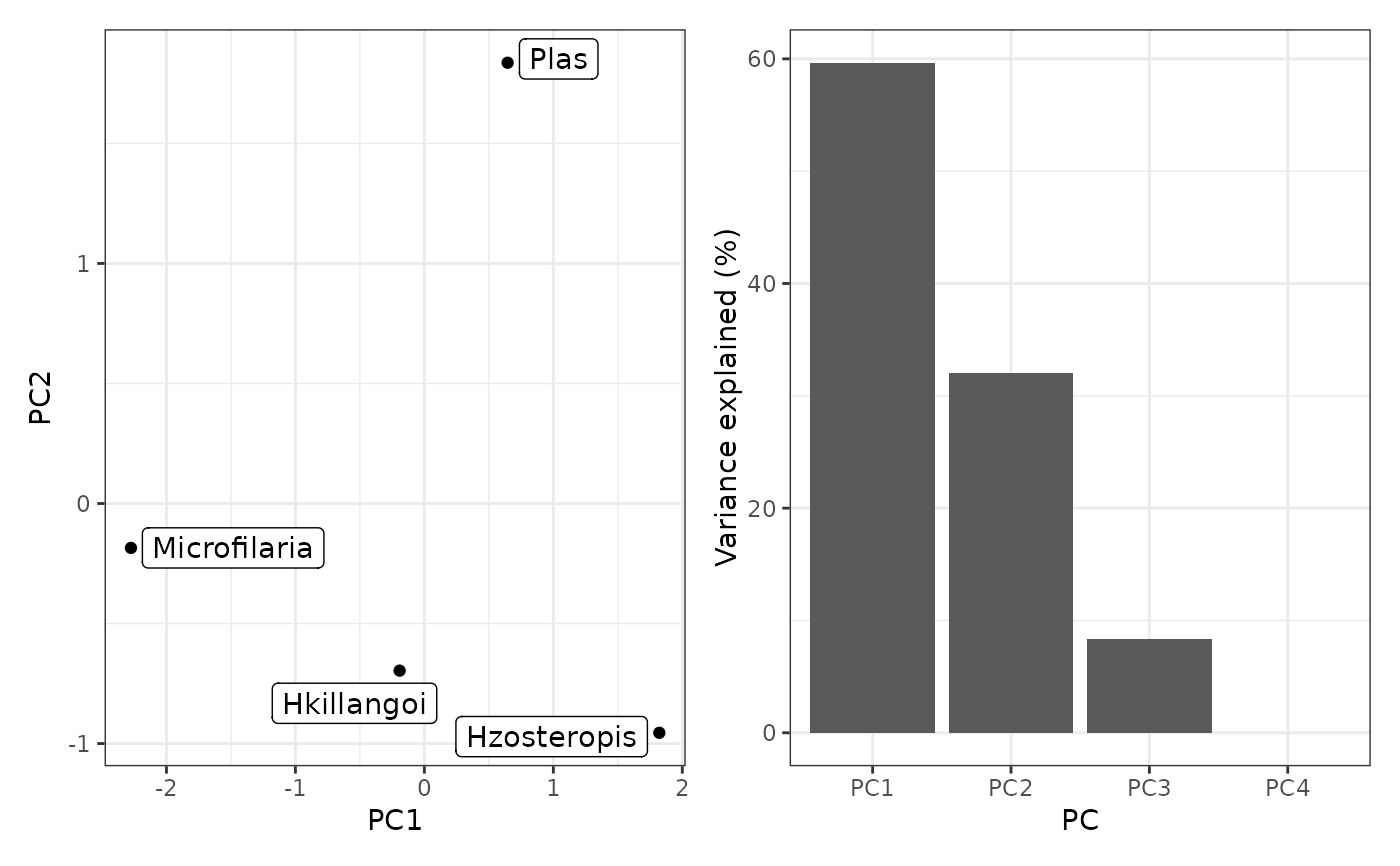 Plas
Microfilaria
Hkillangoi
Hzosteropis
1
0
-1
-2
-1
0
1
2
PC1
PC2
60
40
20
0
PC1
PC2
PC3
PC4
PC
Variance explained (%)